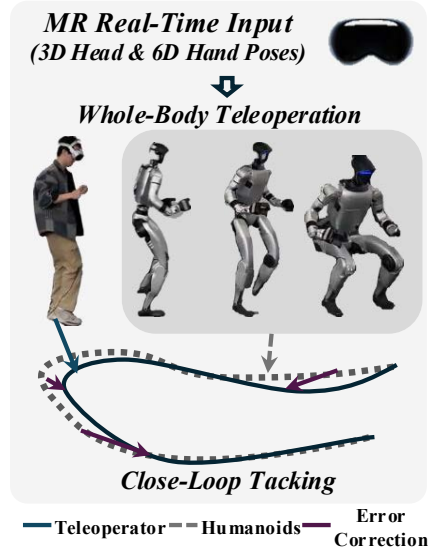 MR Real-Time Input
(3D Head & 6D Hand Poses)
Whole-Body Teleoperation
Close-Loop Tacking
Teleoperator
Humanoids
Error
Correction